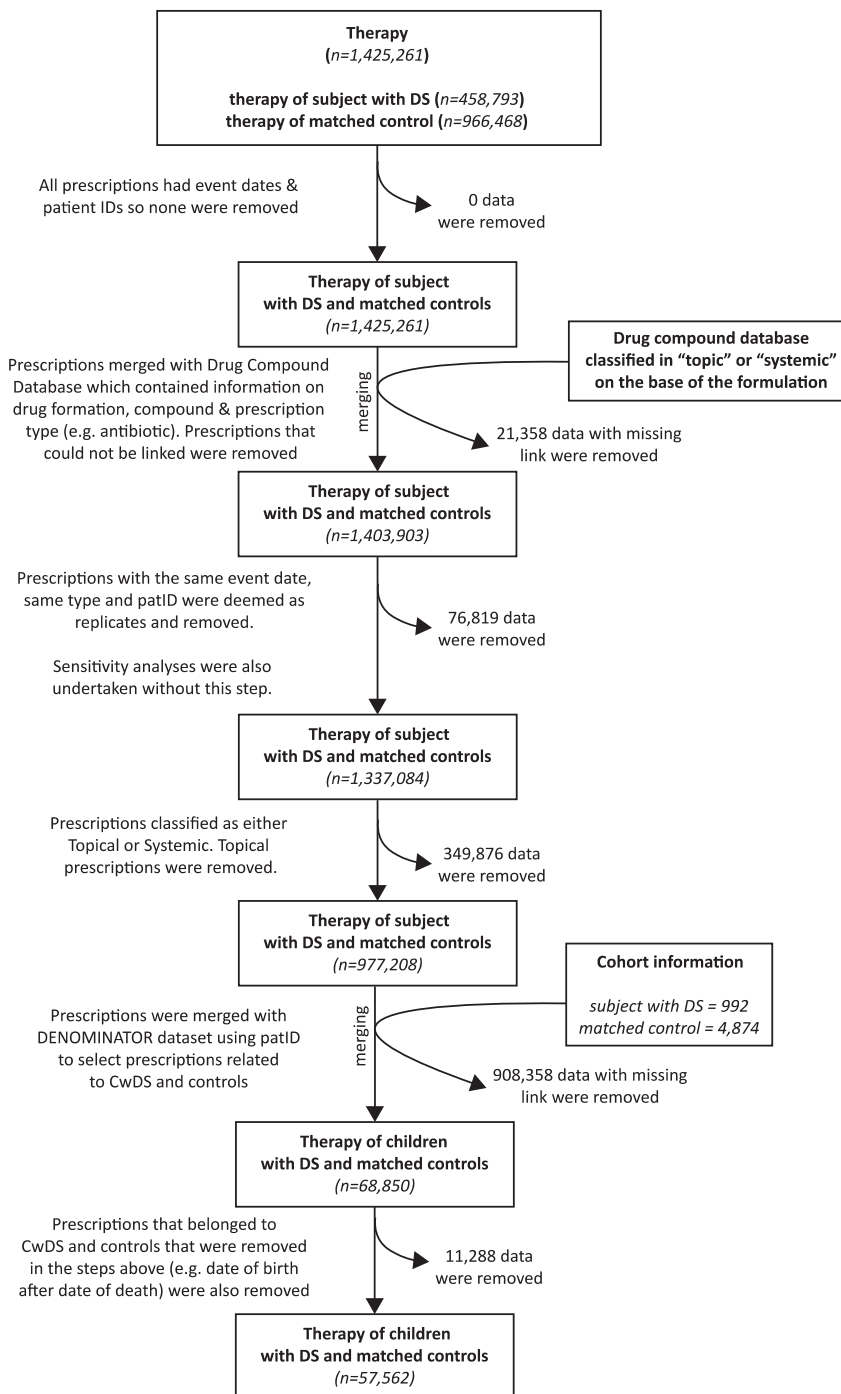 Therapy
(n=1,425,261)
therapy of subject with DS (n=458,793)
therapy of matched control (n=966,468)
All prescriptions had event dates &
patient IDs so none were removed
0 data
were removed
Therapy of subject
with DS and matched controls
(n=1,425,261)
Drug compound database
classified in “topic” or “systemic”
on the base of the formulation
Prescriptions merged with Drug Compound
Database which contained information on
drug formation, compound & prescription
type (e.g. antibiotic). Prescriptions that
could not be linked were removed
merging
21,358 data with missing
link were removed
Therapy of subject
with DS and matched controls
(n=1,403,903)
Prescriptions with the same event date,
same type and patID were deemed as
replicates and removed.
Sensitivity analyses were also
undertaken without this step.
76,819 data
were removed
Therapy of subject
with DS and matched controls
(n=1,337,084)
Prescriptions classified as either
Topical or Systemic. Topical
prescriptions were removed.
349,876 data
were removed
Therapy of subject
with DS and matched controls
(n=977,208)
Cohort information
subject with DS = 992
matched control = 4,874
Prescriptions were merged with
DENOMINATOR dataset using patID
to select prescriptions related
to CwDS and controls
merging
908,358 data with missing
link were removed
Therapy of children
with DS and matched controls
(n=68,850)
Prescriptions that belonged to
CwDS and controls that were removed
in the steps above (e.g. date of birth
after date of death) were also removed
11,288 data
were removed
Therapy of children
with DS and matched controls
(n=57,562)